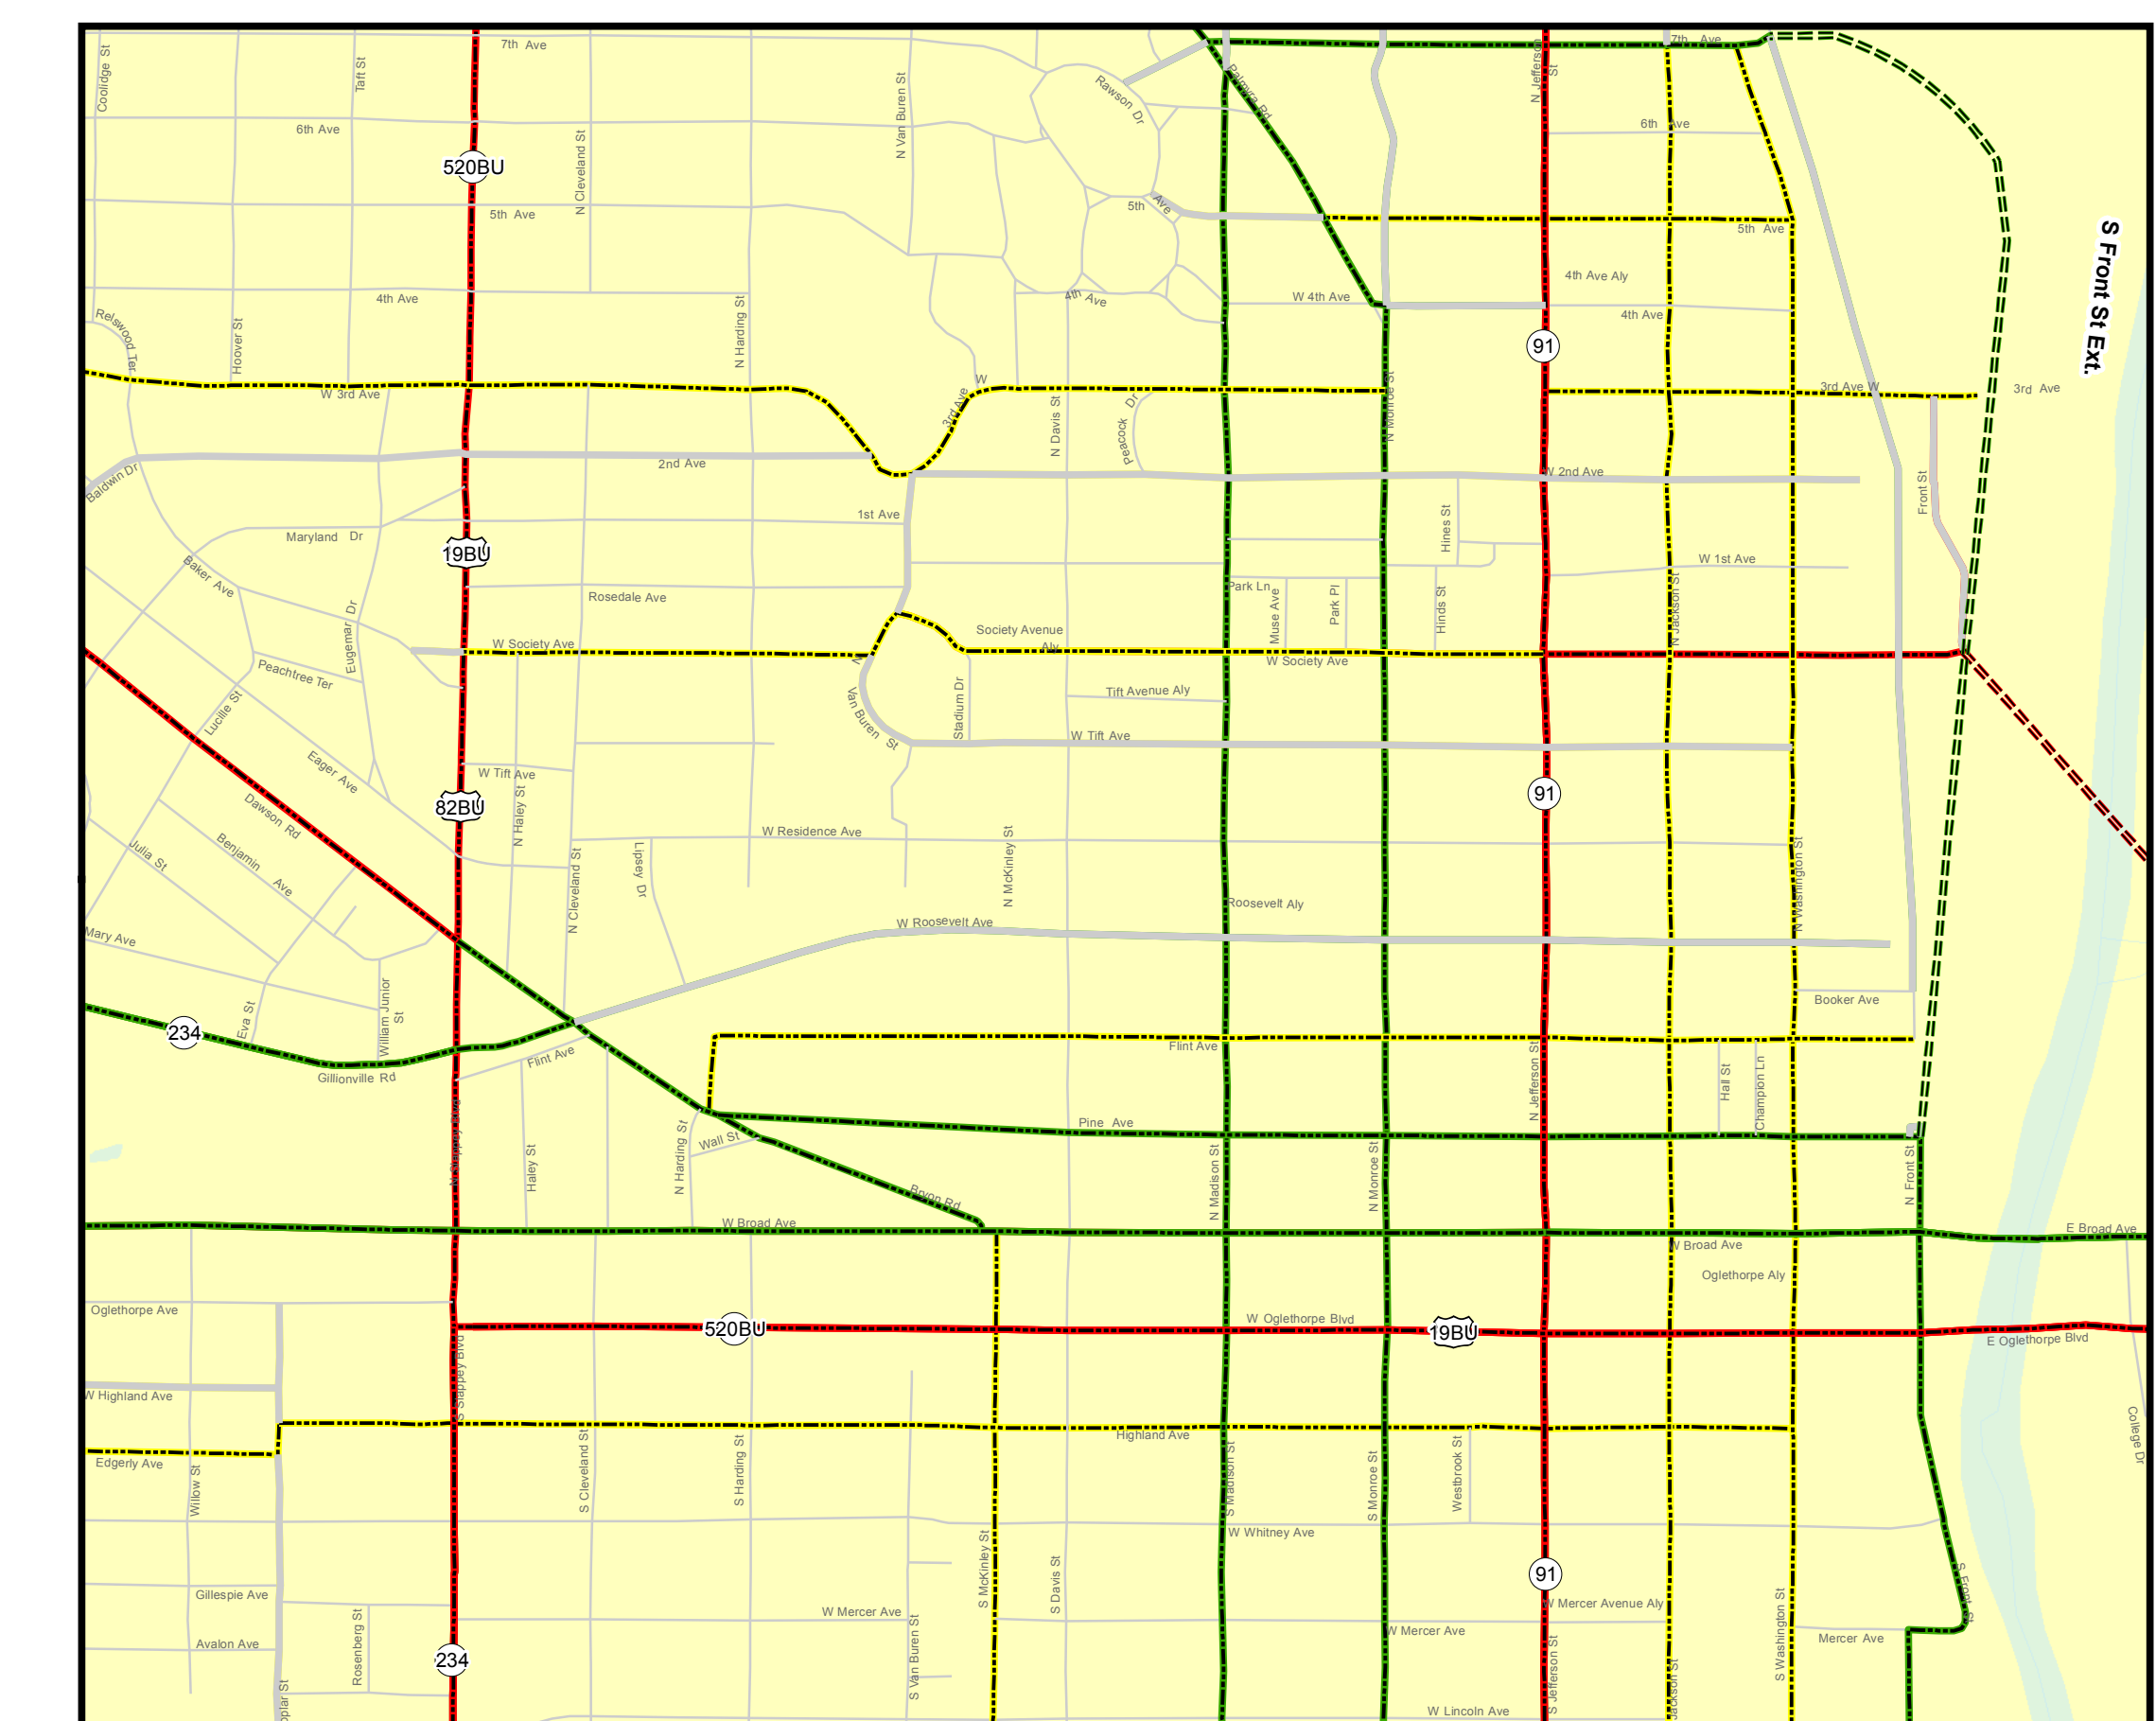 7th Ave
7th Ave
Coolidge St
Taft St
N Van Buren St
Rawson Dr
Palmyra Rd
N Jefferson St
6th Ave
6th Ave
520BU
N Cleveland St
5th Ave
5th Ave
5th Ave
S Front St Ext.
4th Ave Aly
4th Ave
4th Ave
W 4th Ave
4th Ave
Relswood Ter
Hoover St
N Harding St
91
W 3rd Ave
3rd Ave W
N Davis St
Peacock Dr
N Monroe St
3rd Ave W
3rd Ave
Baldwin Dr
2nd Ave
W 2nd Ave
Front St
1st Ave
Maryland Dr
Hines St
19BU
W 1st Ave
Baker Ave
Rosedale Ave
Park Ln
Muse Ave
Park Pl
Hinds St
N Jackson St
Eugemar Dr
W Society Ave
Society Avenue Aly
W Society Ave
Peachtree Ter
N Van Buren St
Stadium Dr
Tift Avenue Aly
Lucille St
W Tift Ave
W Tift Ave
Eager Ave
82BU
91
Dawson Rd
N Haley St
W Residence Ave
Julia St
Benjamin Ave
N Cleveland St
Lipsey Dr
N McKinley St
N Washington St
Roosevelt Aly
W Roosevelt Ave
Mary Ave
Eva St
William Junior St
Booker Ave
234
Flint Ave
Flint Ave
N Jefferson St
Hall St
Champion Ln
Gillionville Rd
N Slappey Blvd
Haley St
N Harding St
Wall St
Pine Ave
N Madison St
N Monroe St
N Front St
Bryon Rd
W Broad Ave
W Broad Ave
E Broad Ave
Oglethorpe Aly
Oglethorpe Ave
520BU
W Oglethorpe Blvd
19BU
E Oglethorpe Blvd
S Slappey Blvd
W Highland Ave
Highland Ave
College Dr
Edgerly Ave
Willow St
S Cleveland St
S Harding St
S Madison St
S Monroe St
Westbrook St
W Whitney Ave
S McKinley St
S Davis St
91
S Front St
Gillespie Ave
Rosenberg St
W Mercer Ave
W Mercer Avenue Aly
S Van Buren St
W Mercer Ave
S Jefferson St
S Washington St
Mercer Ave
Avalon Ave
234
Jackson St
oplar St
W Lincoln Ave